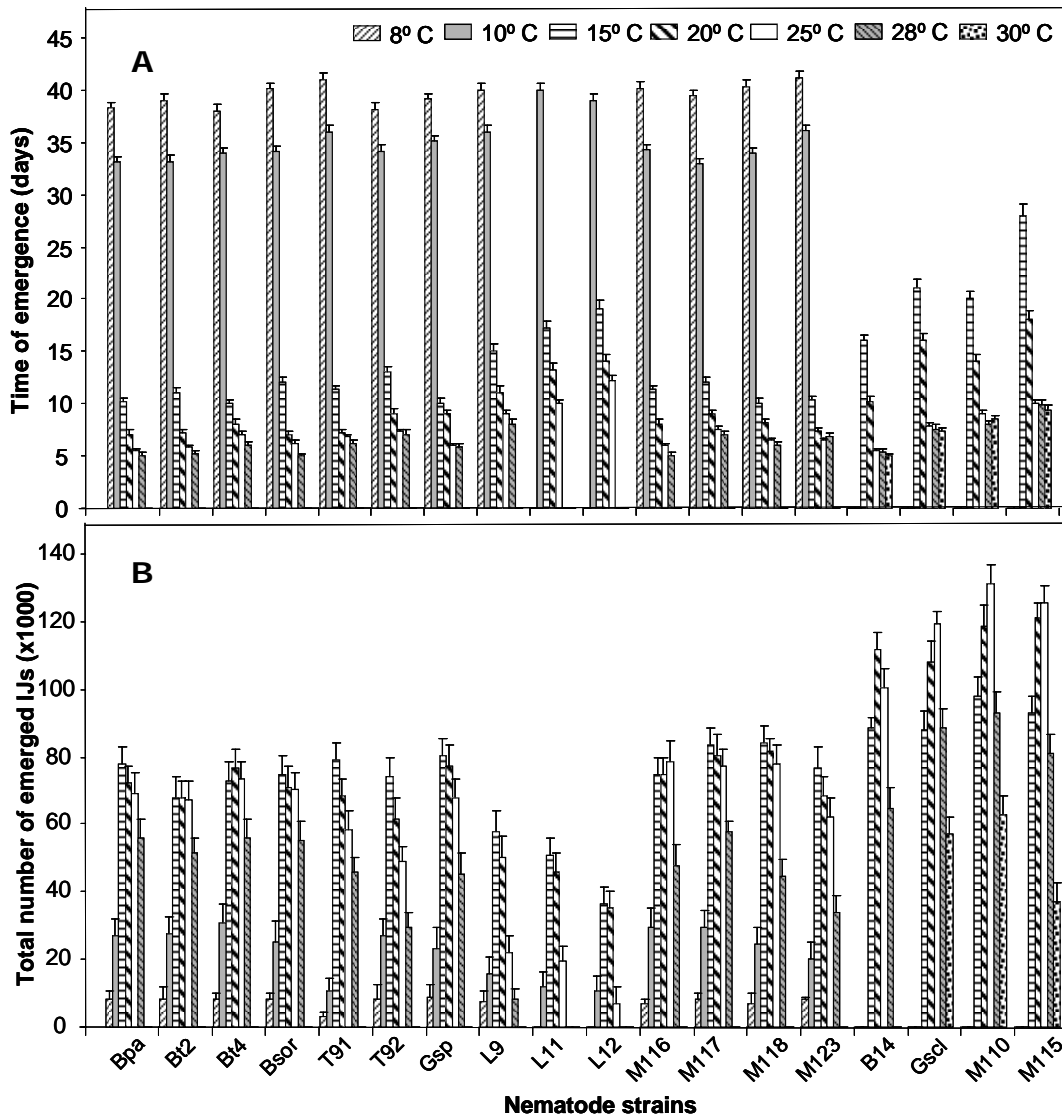 8º C 10º C 15º C 20º C 25º C 28º C 30º C
A
Time of emergence (days)
45
40
35
30
25
20
15
10
5
0
B
Total number of emerged IJs (x1000)
140
120
100
80
60
40
20
0
Bpa Bt2 Bt4 Bsor T91 T92 Gsp L9 L11 L12 M116 M117 M118 M123 B14 Gscl M110 M115
Nematode strains